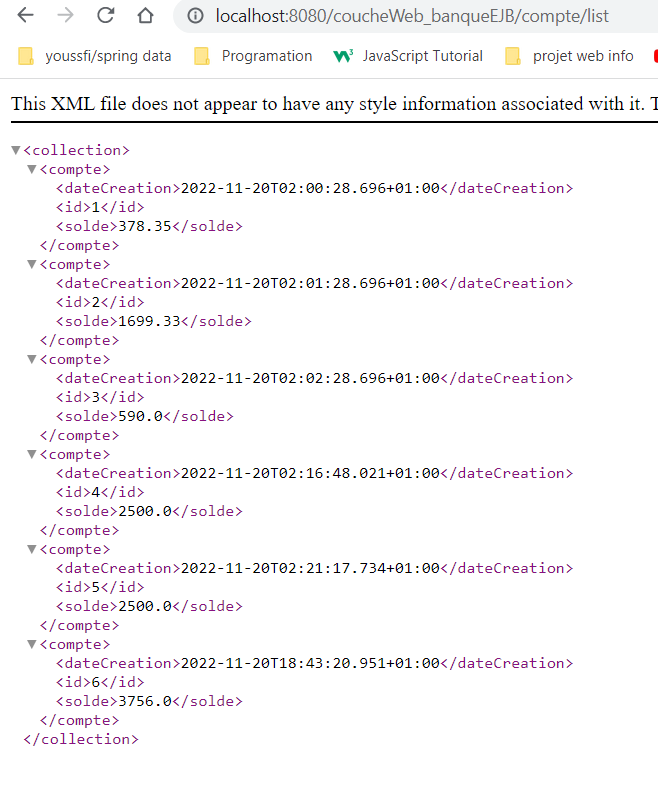 localhost:8080/coucheWeb_banqueEJB/compte/list
youssfi/spring data Programation JavaScript Tutorial projet web info
This XML file does not appear to have any style information associated with it.
<collection>
<compte>
<dateCreation>2022-11-20T02:00:28.696+01:00</dateCreation>
<id>1</id>
<solde>378.35</solde>
</compte>
<compte>
<dateCreation>2022-11-20T02:01:28.696+01:00</dateCreation>
<id>2</id>
<solde>1699.33</solde>
</compte>
<compte>
<dateCreation>2022-11-20T02:02:28.696+01:00</dateCreation>
<id>3</id>
<solde>590.0</solde>
</compte>
<compte>
<dateCreation>2022-11-20T02:16:48.021+01:00</dateCreation>
<id>4</id>
<solde>2500.0</solde>
</compte>
<compte>
<dateCreation>2022-11-20T02:21:17.734+01:00</dateCreation>
<id>5</id>
<solde>2500.0</solde>
</compte>
<compte>
<dateCreation>2022-11-20T18:43:20.951+01:00</dateCreation>
<id>6</id>
<solde>3756.0</solde>
</compte>
</collection>